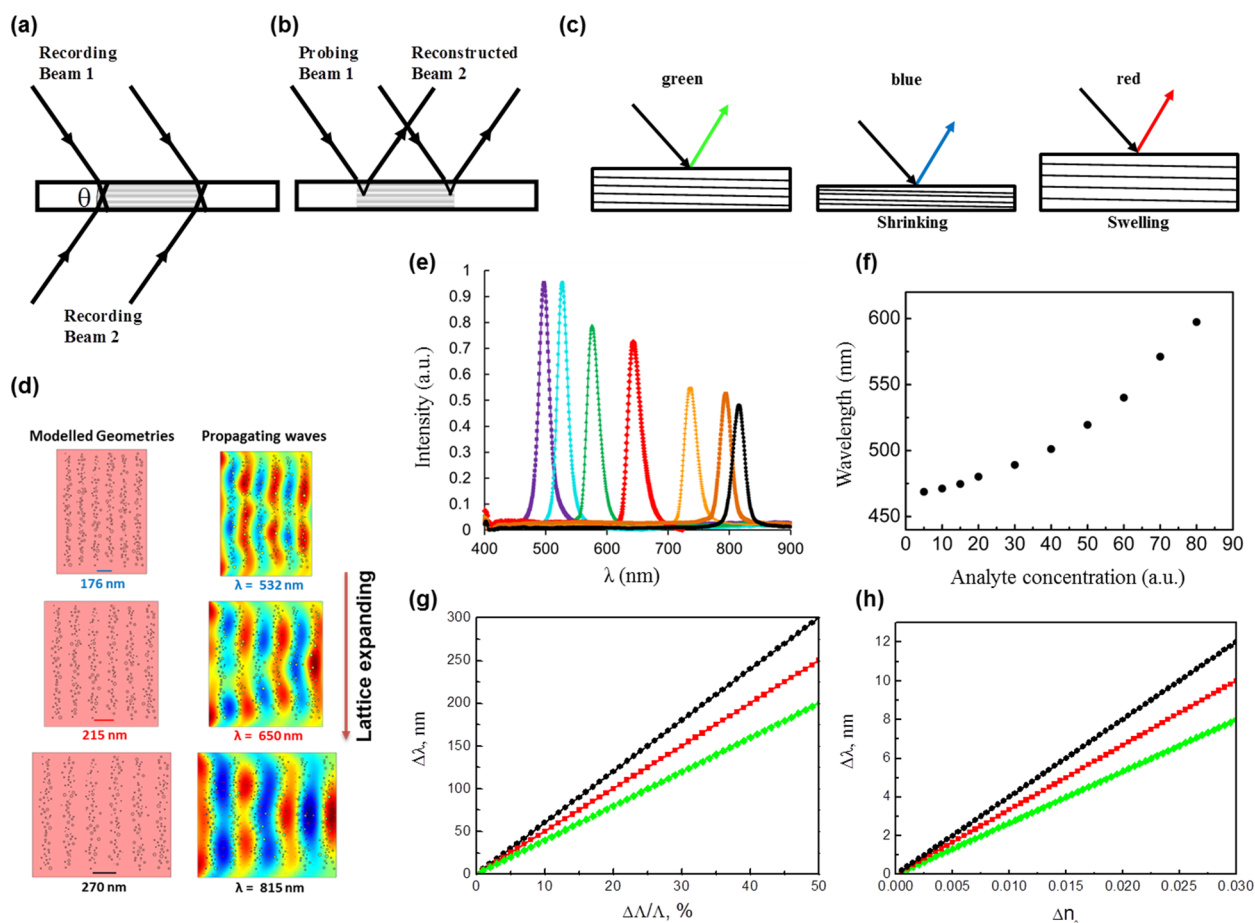 (a)
Recording
Beam 1
θ
Recording
Beam 2
(b)
Probing
Beam 1
Reconstructed
Beam 2
(c)
green
blue
red
Shrinking
Swelling
(d)
Modelled Geometries
Propagating waves
176 nm
λ = 532 nm
215 nm
λ = 650 nm
270 nm
λ = 815 nm
Lattice expanding
(e)
Intensity (a.u.)
1
0.9
0.8
0.7
0.6
0.5
0.4
0.3
0.2
0.1
0
400 500 600 700 800 900
λ (nm)
(f)
Wavelength (nm)
600
550
500
450
0 10 20 30 40 50 60 70 80 90
Analyte concentration (a.u.)
(g)
Δλ, nm
300
250
200
150
100
50
0 10 20 30 40 50
ΔΛ/Λ, %
(h)
Δλ, nm
12
10
8
6
4
2
0
0.000 0.005 0.010 0.015 0.020 0.025 0.030
Δn